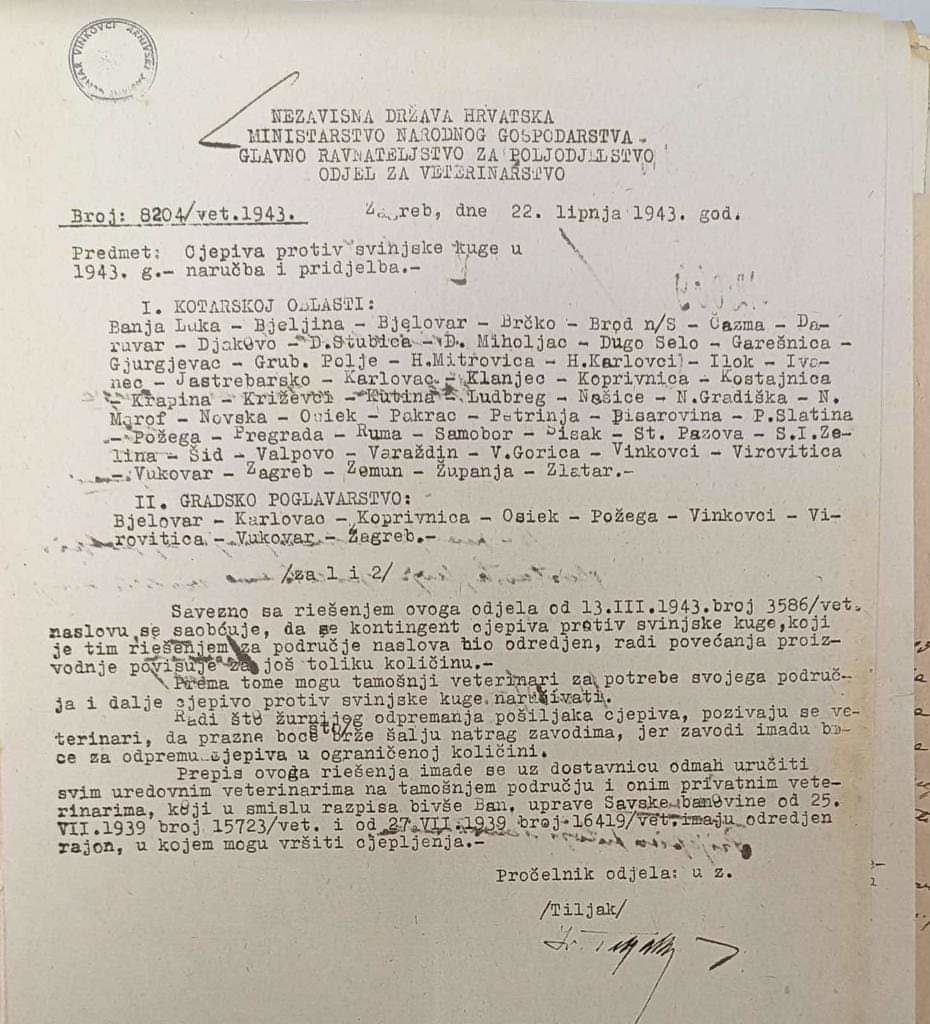 NEZAVISNA DRŽAVA HRVATSKA
MINISTARSTVO NARODNOG GOSPODARSTVA
GLAVNO RAVNATELJSTVO ZA POLJODJELSTVO
ODJEL ZA VETERINARSTVO
Broj: 8204/vet.1943. Zagreb, dne 22. lipnja 1943. god.
Predmet: Cjepiva protiv svinjske kuge u
1943. g.- naručba i pridjelba.-
I. KOTARSKOJ OBLASTI:
Banja Luka - Bjeljina - Bjelovar - Brčko - Brod n/S - Čazma - Da-
ruvar - Djakovo - D.Stubica - D. Miholjac - Dugo Selo - Garešnica -
Gjurgjevac - Grub. Polje - H.Mitrovica - H.Karlovci - Ilok - Iva-
nec - Jastrebarsko - Karlovac - Klanjec - Koprivnica - Kostajnica
- Krapina - Križevci - Kutina - Ludbreg - Našice - N.Gradiška - N.
Marof - Novska - Osiek - Pakrac - Petrinja - Pisarovina - P.Slatina
- Požega - Pregrada - Ruma - Samobor - Sisak - St. Pazova - S.I.Ze-
lina - Šid - Valpovo - Varaždin - V.Gorica - Vinkovci - Virovitica
- Vukovar - Zagreb - Zemun - Županja - Zlatar.-
II. GRADSKO POGLAVARSTVO:
Bjelovar - Karlovac - Koprivnica - Osiek - Požega - Vinkovci - Vi-
rovitica - Vukovar - Zagreb.-
/za 1 i 2/
Savezno sa riešenjem ovoga odjela od 13.III.1943.broj 3586/vet.
naslovu se saobćuje, da se kontingent cjepiva protiv svinjske kuge,koji
je tim riešenjem za područje naslova bio odredjen, radi povećanja proiz-
vodnje povisuje za još toliku količinu.-
Prema tome mogu tamošnji veterinari za potrebe svojega područ-
ja i dalje cjepivo protiv svinjske kuge naručivati.
Radi što žurnijeg odpremanja pošiljaka cjepiva, pozivaju se ve-
terinari, da prazne boce što brže šalju natrag zavodima, jer zavodi imadu bo-
ce za odpremu cjepiva u ograničenoj količini.
Prepis ovoga riešenja imade se uz dostavnicu odmah uručiti
svim uredovnim veterinarima na tamošnjem području i onim privatnim vete-
rinarima, koji u smislu razpisa bivše Ban. uprave Savske banovine od 25.
VII.1939 broj 15723/vet. i od 27.VII.1939 broj 16419/vet.imaju odredjen
rajon, u kojem mogu vršiti cjepljenja.-
Pročelnik odjela: u z.
/Tiljak/